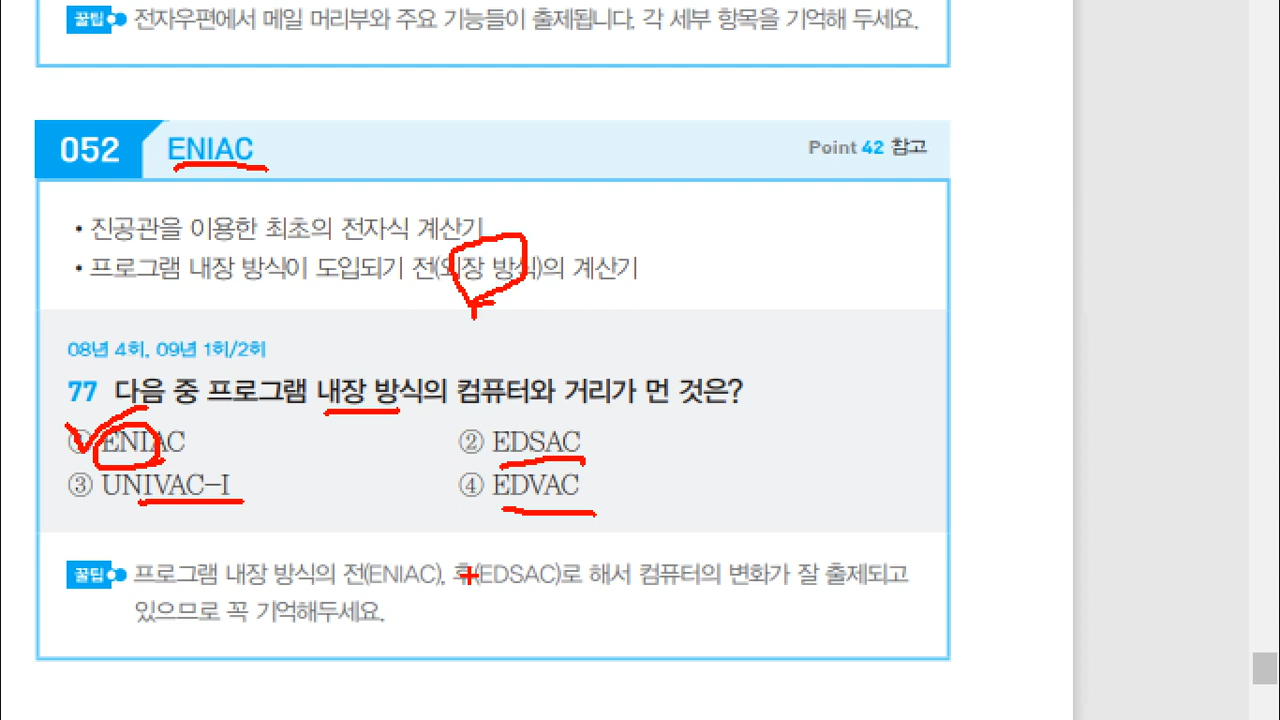 꿀팁 전자우편에서 메일 머리부와 주요 기능들이 출제됩니다. 각 세부 항목을 기억해 두세요.
052 ENIAC Point 42 참고
• 진공관을 이용한 최초의 전자식 계산기
• 프로그램 내장 방식이 도입되기 전(외장 방식)의 계산기
08년 4회, 09년 1회/2회
77 다음 중 프로그램 내장 방식의 컴퓨터와 거리가 먼 것은?
① ENIAC ② EDSAC
③ UNIVAC-I ④ EDVAC
꿀팁 프로그램 내장 방식의 전(ENIAC), 후(EDSAC)로 해서 컴퓨터의 변화가 잘 출제되고
있으므로 꼭 기억해두세요.